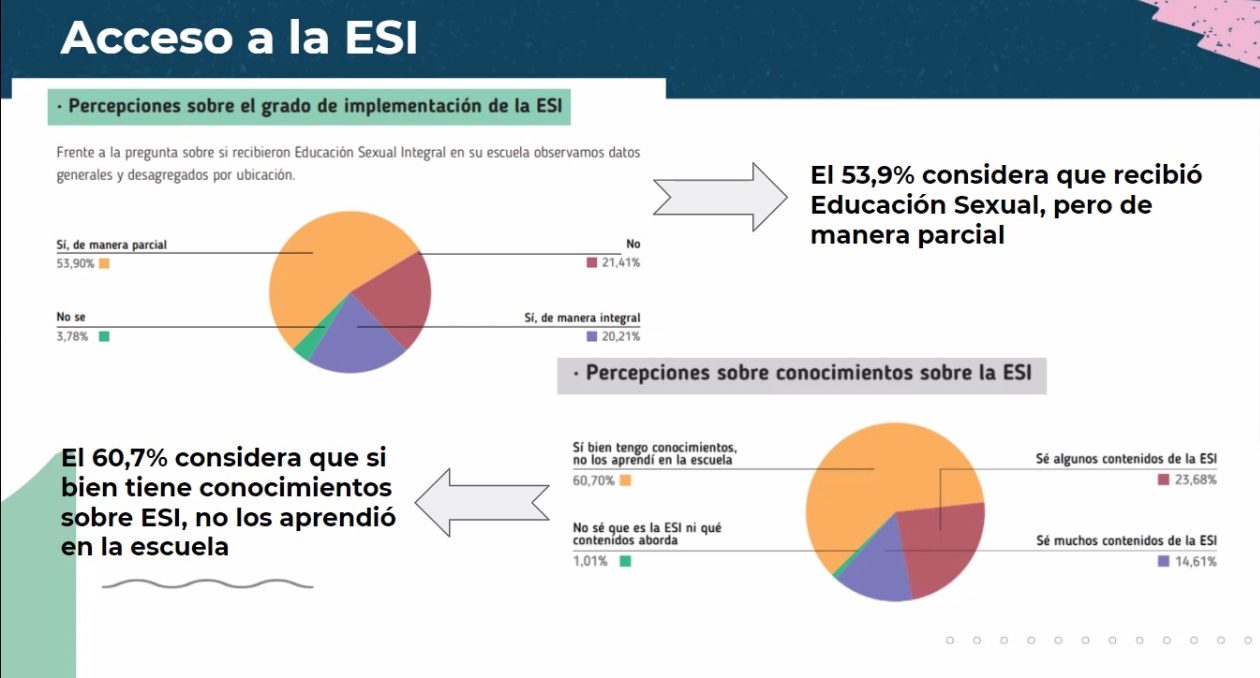 Acceso a la ESI
· Percepciones sobre el grado de implementación de la ESI
Frente a la pregunta sobre si recibieron Educación Sexual Integral en su escuela observamos datos
generales y desagregados por ubicación.
Sí, de manera parcial
53,90%
No
21,41%
No se
3,78%
Sí, de manera integral
20,21%
El 53,9% considera que recibió
Educación Sexual, pero de
manera parcial
· Percepciones sobre conocimientos sobre la ESI
El 60,7% considera que si
bien tiene conocimientos
sobre ESI, no los aprendió
en la escuela
Sí bien tengo conocimientos,
no los aprendí en la escuela
60,70%
Sé algunos contenidos de la ESI
23,68%
No sé que es la ESI ni qué
contenidos aborda
1,01%
Sé muchos contenidos de la ESI
14,61%